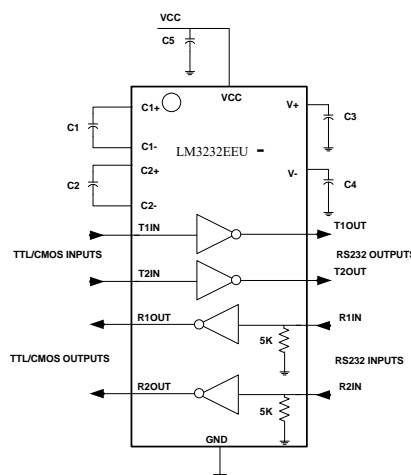 VCC
C5
VCC
C1+
V+
C1
C3
C1-
LM3232EEU -
C2+
V-
C2
C4
C2-
T1IN
T1OUT
TTL/CMOS INPUTS
RS232 OUTPUTS
T2IN
T2OUT
R1OUT
R1IN
5K
TTL/CMOS OUTPUTS
RS232 INPUTS
R2OUT
R2IN
5K
GND